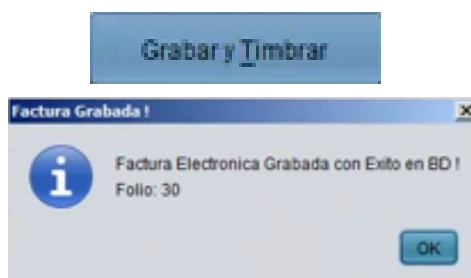 Grabar y Timbrar
Factura Grabada !
Factura Electronica Grabada con Exito en BD !
Folio: 30
OK